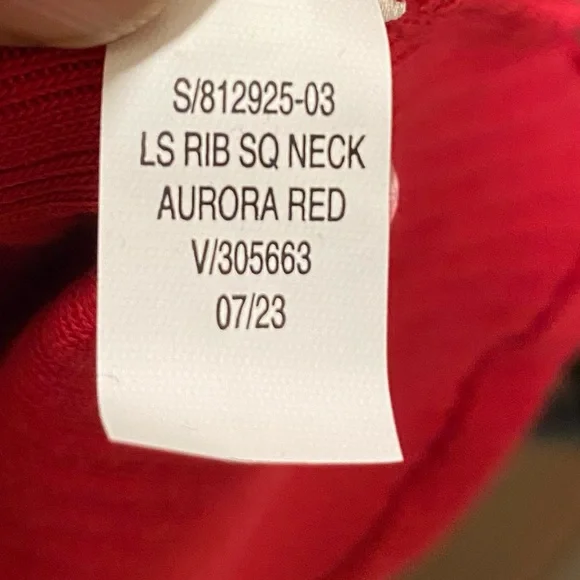 S/812925-03
LS RIB SQ NECK
AURORA RED
V/305663
07/23